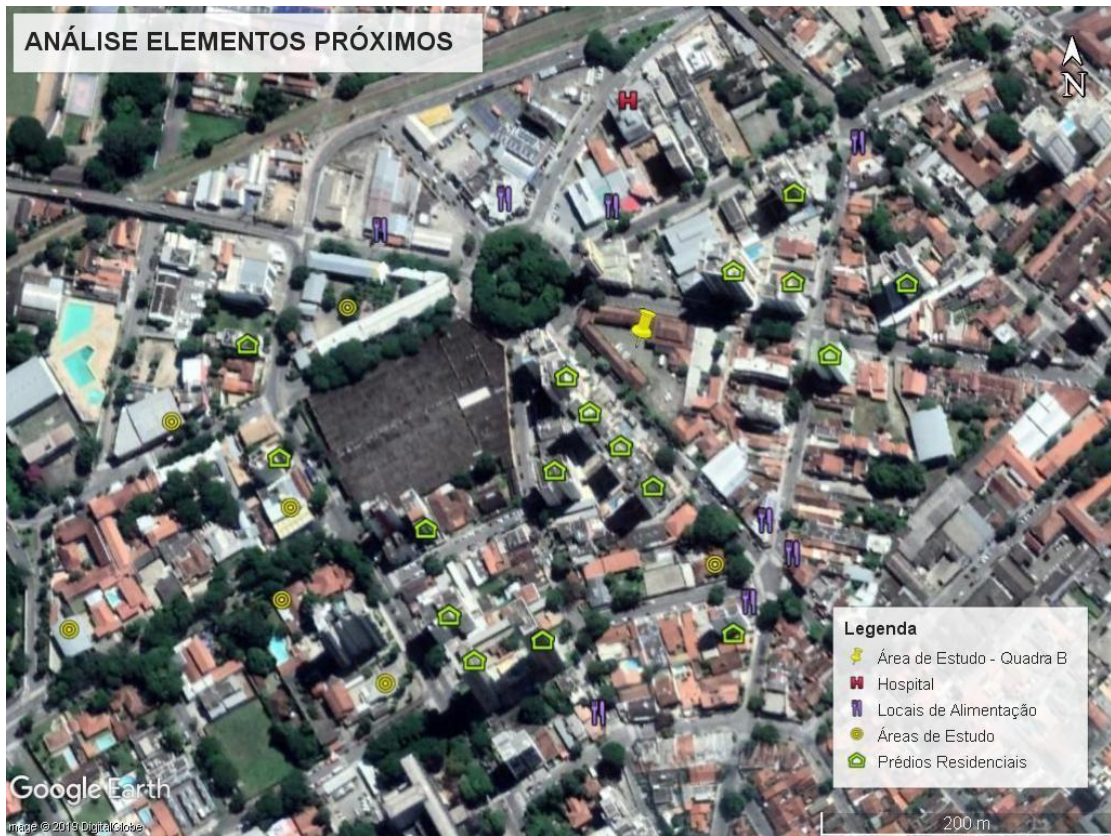 ANÁLISE ELEMENTOS PRÓXIMOS
N
H
Legenda
Área de Estudo - Quadra B
H Hospital
Locais de Alimentação
Áreas de Estudo
Prédios Residenciais
Google Earth
Image © 2019 DigitalGlobe
200 m